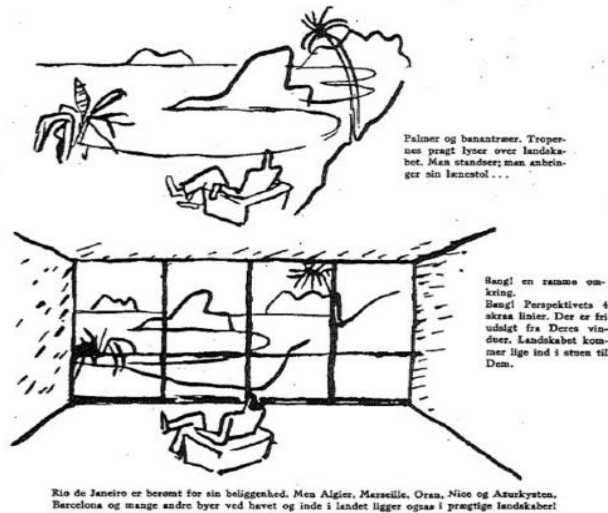 Palmer og banantræer. Troper-
nes pragt lyser over landska-
bet. Man standser; man anbrin-
ger sin lænestol . . .
Bang! en ramme om-
kring.
Bang! Perspektivets 4
skraa linier. Der er fri
udsigt fra Deres vin-
duer. Landskabet kom-
mer lige ind i stuen til
Dem.
Rio de Janeiro er berømt for sin beliggenhed. Men Algier, Marseille, Oran, Nice og Azurkysten,
Barcelona og mange andre byer ved havet og inde i landet ligger ogsaa i prægtige landskaber!